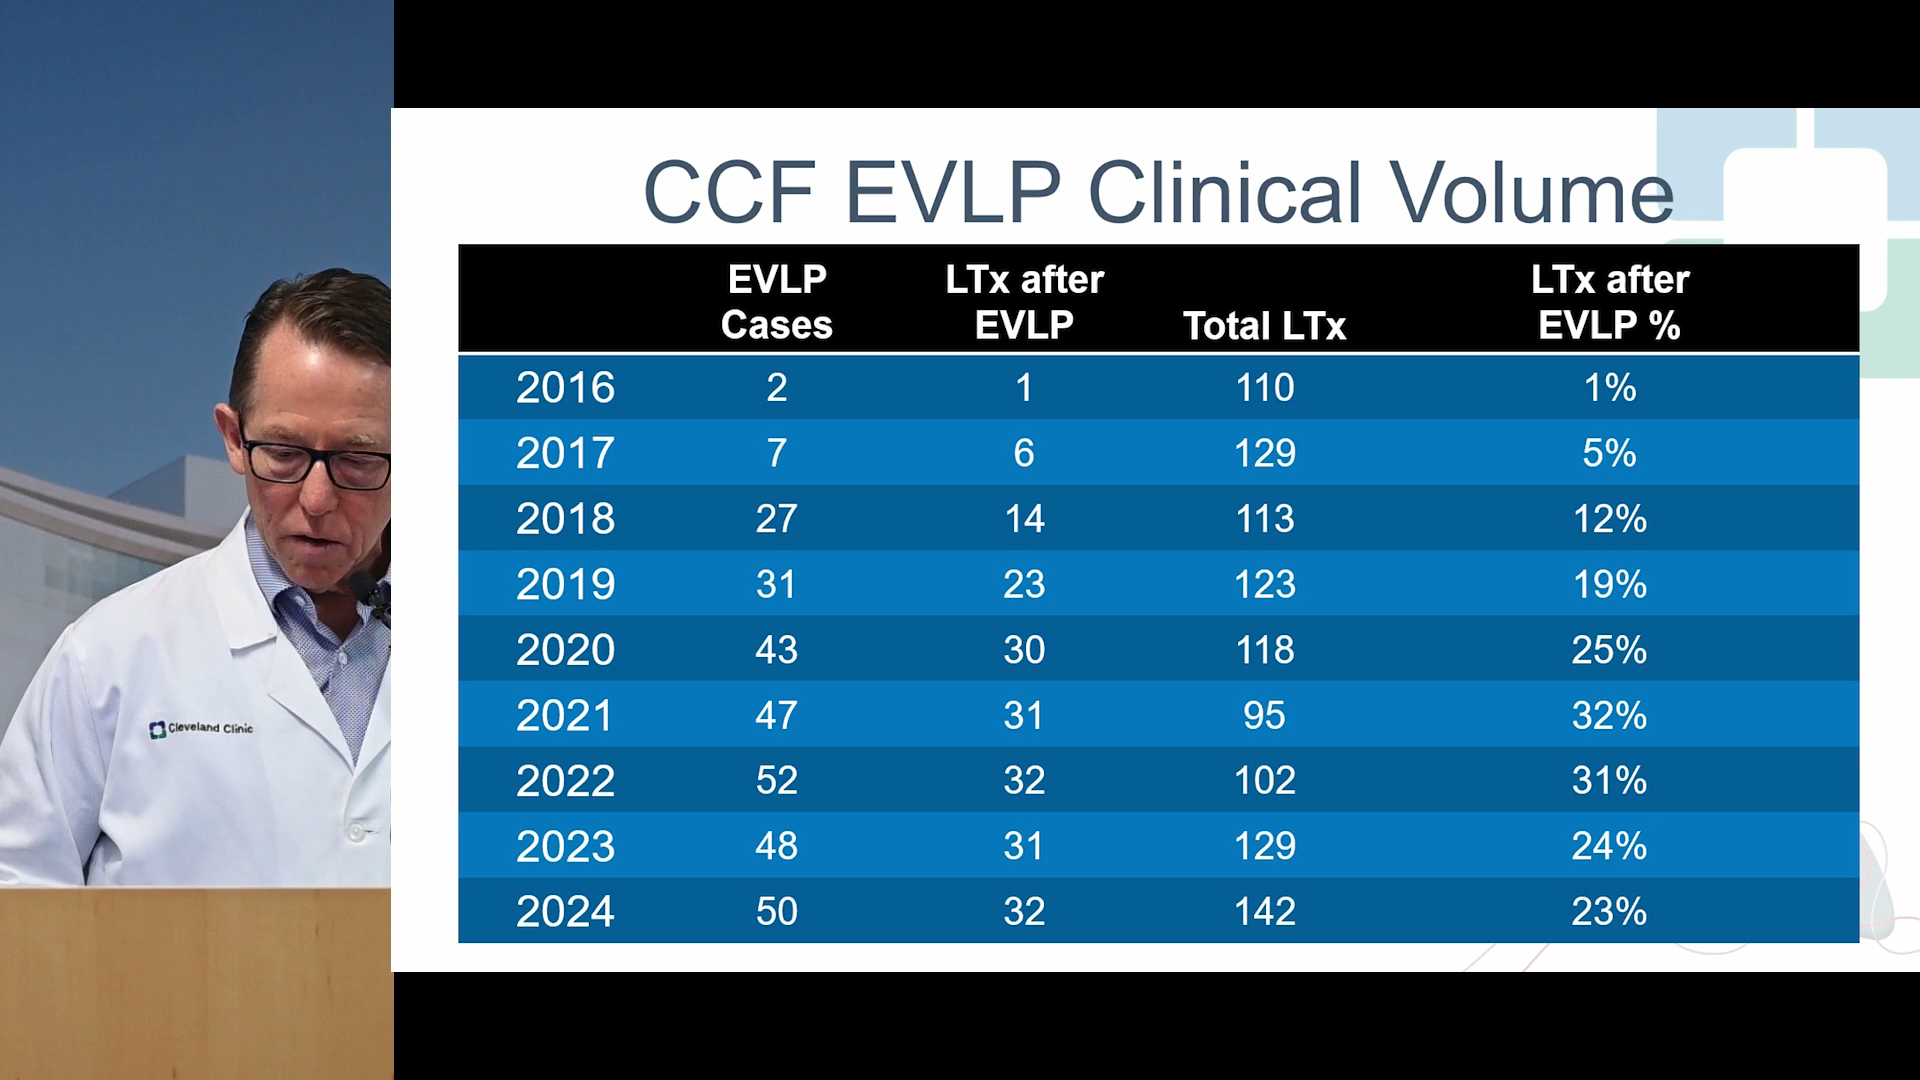 CCF EVLP Clinical Volume
EVLP Cases LTx after EVLP Total LTx LTx after EVLP %
2016 2 1 110 1%
2017 7 6 129 5%
2018 27 14 113 12%
2019 31 23 123 19%
2020 43 30 118 25%
2021 47 31 95 32%
2022 52 32 102 31%
2023 48 31 129 24%
2024 50 32 142 23%
Cleveland Clinic